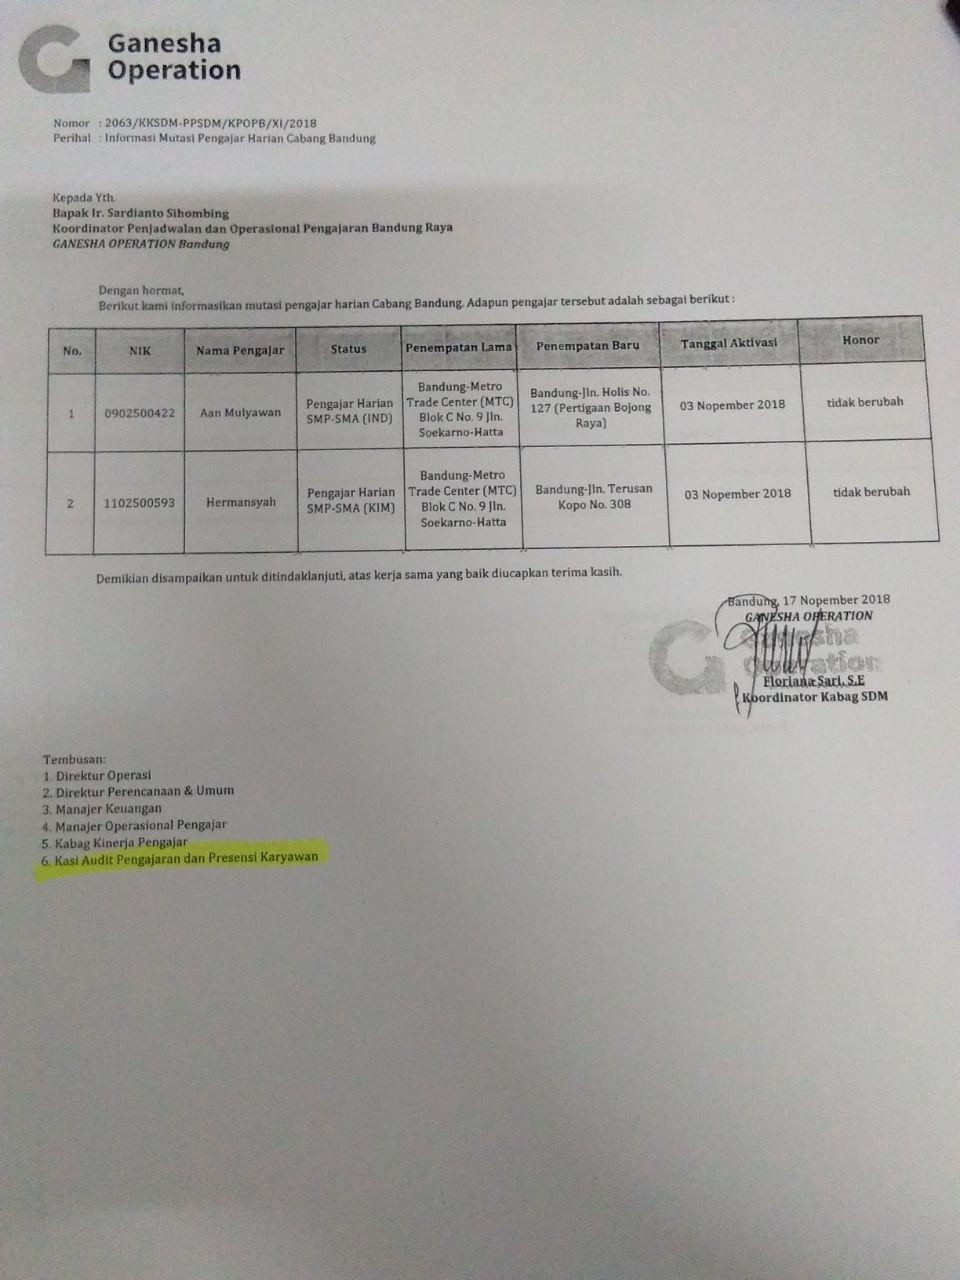 Ganesha
Operation
Nomor : 2063/KKSDM-PPSDM/KPOPB/XI/2018
Perihal : Informasi Mutasi Pengajar Harian Cabang Bandung
Kepada Yth.
Bapak Ir. Sardianto Sihombing
Koordinator Penjadwalan dan Operasional Pengajaran Bandung Raya
GANESHA OPERATION Bandung
Dengan hormat,
Berikut kami informasikan mutasi pengajar harian Cabang Bandung. Adapun pengajar tersebut adalah sebagai berikut :
No. NIK Nama Pengajar Status Penempatan Lama Penempatan Baru Tanggal Aktivasi Honor
1 0902500422 Aan Mulyawan
Pengajar Harian
SMP-SMA (IND)
Bandung-Metro
Trade Center (MTC)
Blok C No. 9 Jln.
Soekarno-Hatta
Bandung-Jln. Holis No.
127 (Pertigaan Bojong
Raya)
03 Nopember 2018
tidak berubah
2 1102500593 Hermansyah
Pengajar Harian
SMP-SMA (KIM)
Bandung-Metro
Trade Center (MTC)
Blok C No. 9 Jln.
Soekarno-Hatta
Bandung-Jln. Terusan
Kopo No. 308
03 Nopember 2018
tidak berubah
Demikian disampaikan untuk ditindaklanjuti, atas kerja sama yang baik diucapkan terima kasih.
Bandung, 17 Nopember 2018
GANESHA OPERATION
Ganesha
Operation
Floriana Sari, S.E
Koordinator Kabag SDM
Tembusan:
1. Direktur Operasi
2. Direktur Perencanaan & Umum
3. Manajer Keuangan
4. Manajer Operasional Pengajar
5. Kabag Kinerja Pengajar
6. Kasi Audit Pengajaran dan Presensi Karyawan